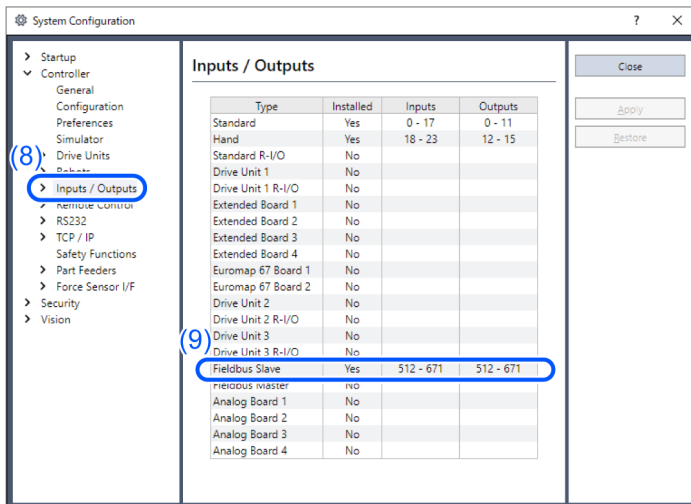 System Configuration ? X
Startup
Controller
General
Configuration
Preferences
Simulator
(8)
Drive Units
Robots
Inputs / Outputs
Remote Control
RS232
TCP / IP
Safety Functions
Part Feeders
Force Sensor I/F
Security
Vision
Inputs / Outputs
Type Installed Inputs Outputs
Standard Yes 0 - 17 0 - 11
Hand Yes 18 - 23 12 - 15
Standard R-I/O No
Drive Unit 1 No
Drive Unit 1 R-I/O No
Extended Board 1 No
Extended Board 2 No
Extended Board 3 No
Extended Board 4 No
Euromap 67 Board 1 No
Euromap 67 Board 2 No
Drive Unit 2 No
Drive Unit 2 R-I/O No
(9)
Drive Unit 3 No
Drive Unit 3 R-I/O No
Fieldbus Slave Yes 512 - 671 512 - 671
Fieldbus Master No
Analog Board 1 No
Analog Board 2 No
Analog Board 3 No
Analog Board 4 No
Close
Apply
Restore